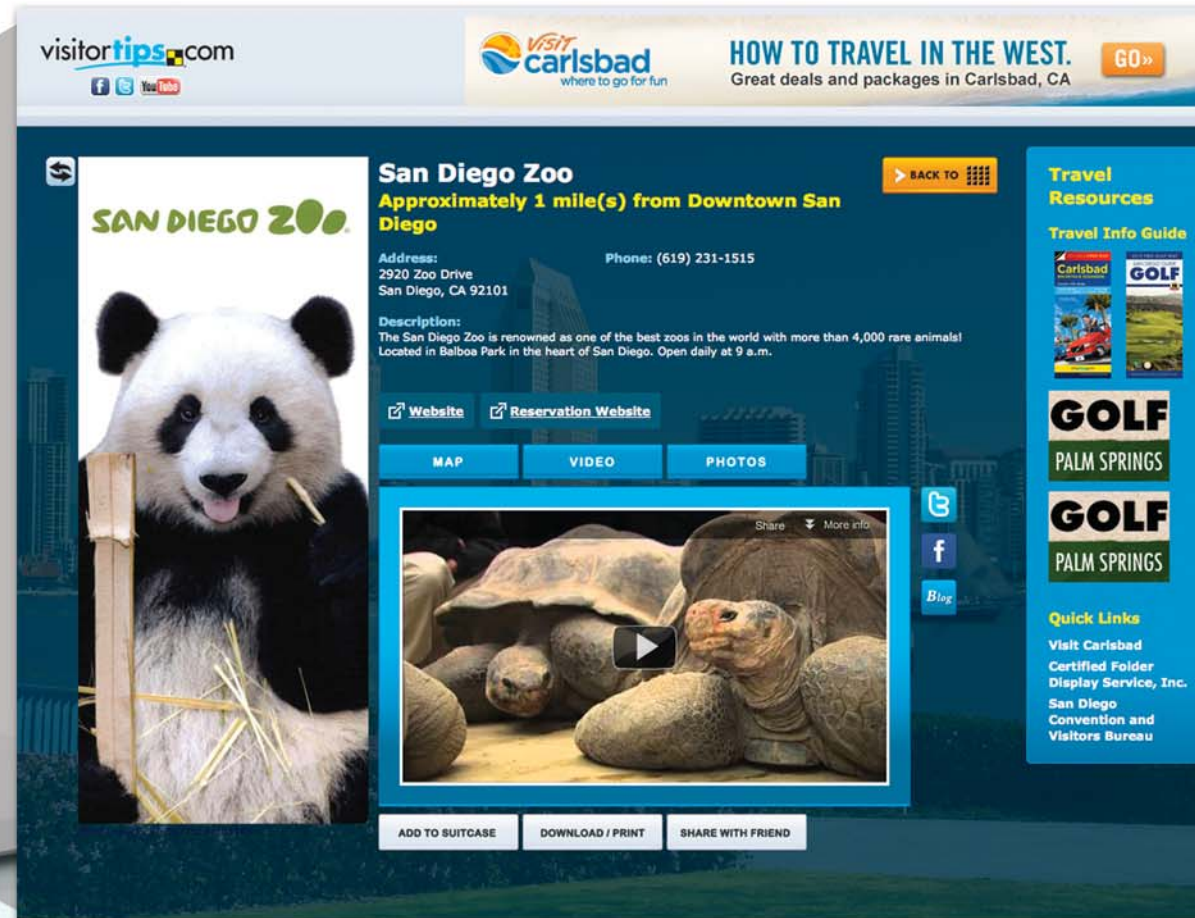 visitortips.com
You Tube
VISIT
carlsbad
where to go for fun
HOW TO TRAVEL IN THE WEST.
Great deals and packages in Carlsbad, CA
GO»
SAN DIEGO ZOO.
San Diego Zoo
Approximately 1 mile(s) from Downtown San
Diego
BACK TO
Address:
2920 Zoo Drive
San Diego, CA 92101
Phone: (619) 231-1515
Description:
The San Diego Zoo is renowned as one of the best zoos in the world with more than 4,000 rare animals!
Located in Balboa Park in the heart of San Diego. Open daily at 9 a.m.
Website
Reservation Website
MAP
VIDEO
PHOTOS
Share
More info
Blog
ADD TO SUITCASE
DOWNLOAD / PRINT
SHARE WITH FRIEND
Travel
Resources
Travel Info Guide
Carlsbad
GOLF
GOLF
PALM SPRINGS
GOLF
PALM SPRINGS
Quick Links
Visit Carlsbad
Certified Folder
Display Service, Inc.
San Diego
Convention and
Visitors Bureau